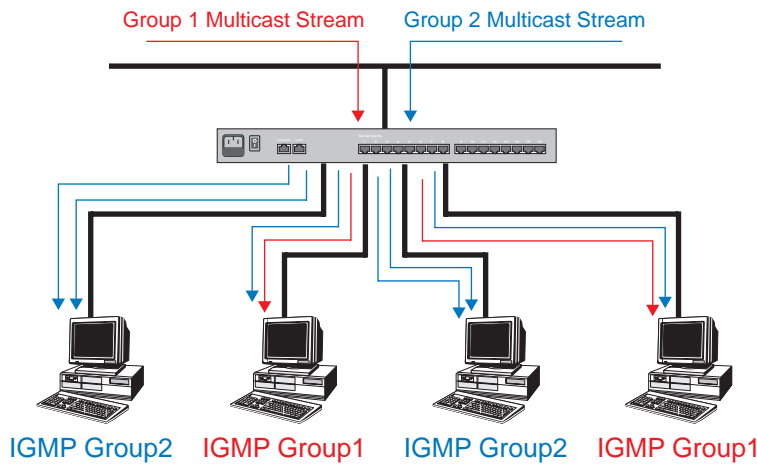 Group 1 Multicast Stream
Group 2 Multicast Stream
IGMP Group2
IGMP Group1
IGMP Group2
IGMP Group1